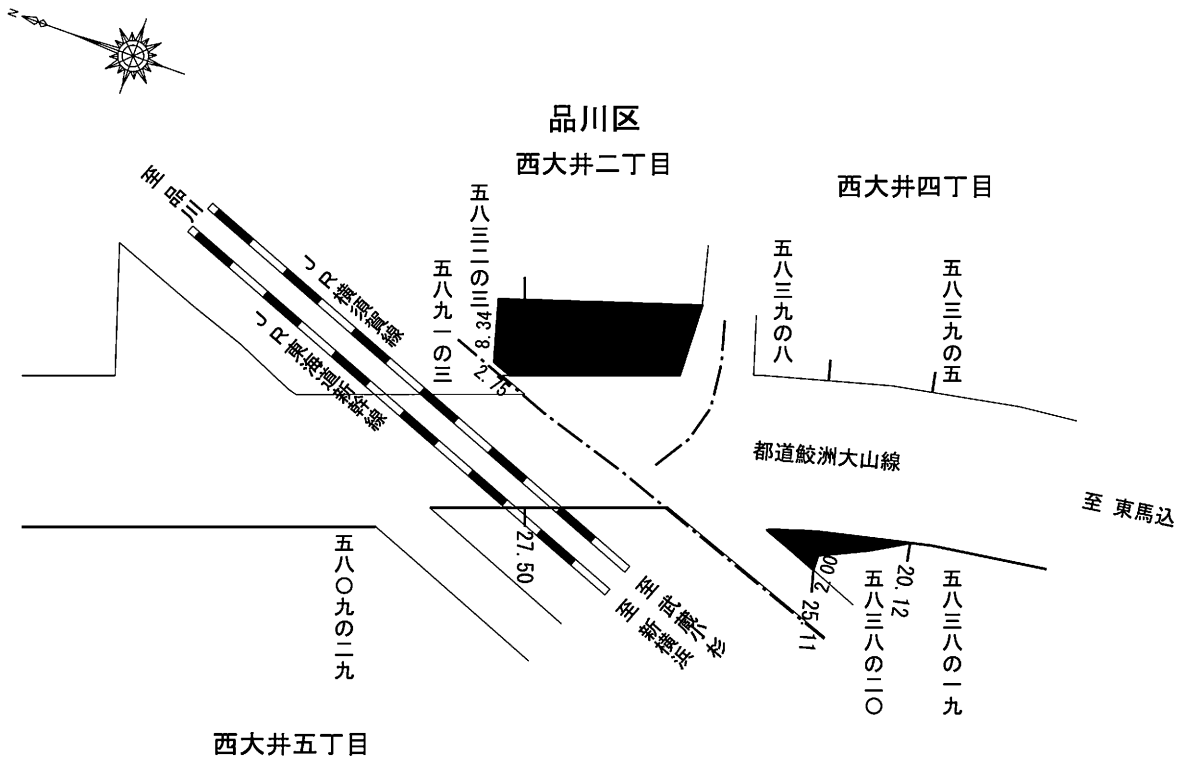 N
品川区
西大井二丁目
西大井四丁目
至品川
JR横須賀線
JR東海道新幹線
五八九一の三
五八三二の三
8.34
2.75
五八三九の八
五八三九の五
都道鮫洲大山線
至 東馬込
27.50
五八〇九の二九
至武蔵小杉
至新横浜
2.00
25.11
20.12
五八三八の二〇
五八三八の一九
西大井五丁目